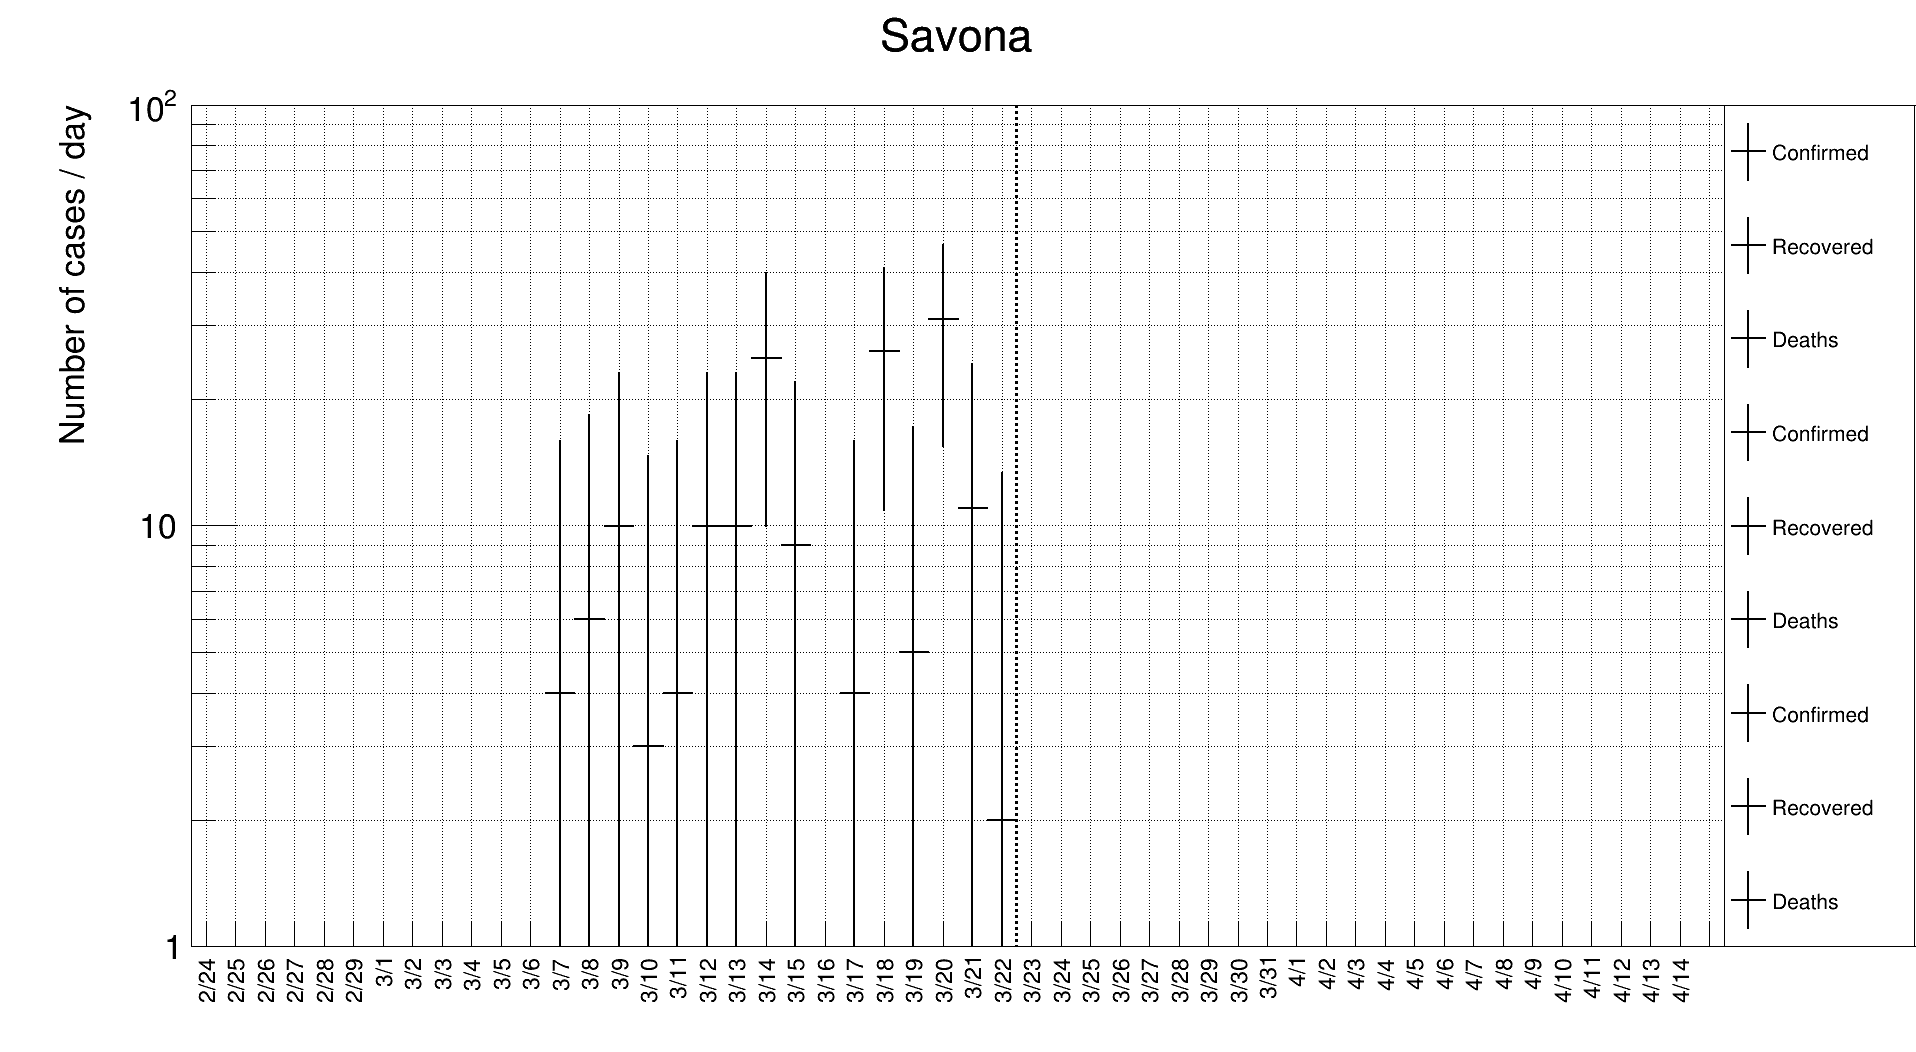 Savona
Number of cases / day
10²
10
1
2/24 2/25 2/26 2/27 2/28 2/29 3/1 3/2 3/3 3/4 3/5 3/6 3/7 3/8 3/9 3/10 3/11 3/12 3/13 3/14 3/15 3/16 3/17 3/18 3/19 3/20 3/21 3/22 3/23 3/24 3/25 3/26 3/27 3/28 3/29 3/30 3/31 4/1 4/2 4/3 4/4 4/5 4/6 4/7 4/8 4/9 4/10 4/11 4/12 4/13 4/14
Confirmed
Recovered
Deaths
Confirmed
Recovered
Deaths
Confirmed
Recovered
Deaths